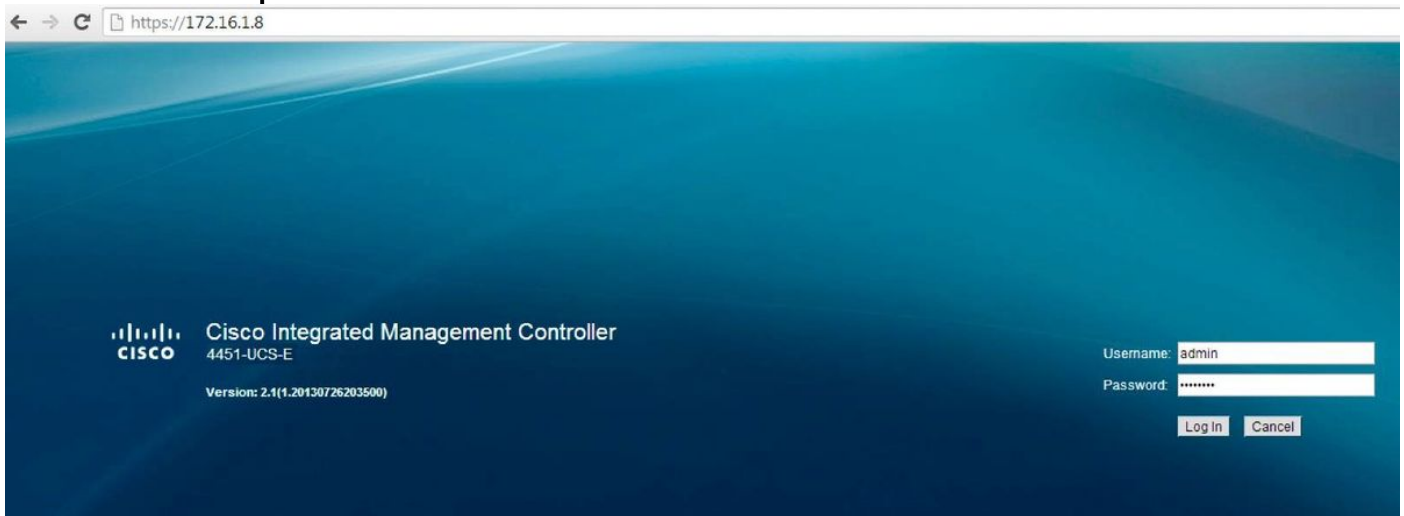 https://172.16.1.8
CISCO
Cisco Integrated Management Controller
4451-UCS-E
Version: 2.1(1.20130726203500)
Username: admin
Password: ••••••••
Log In Cancel